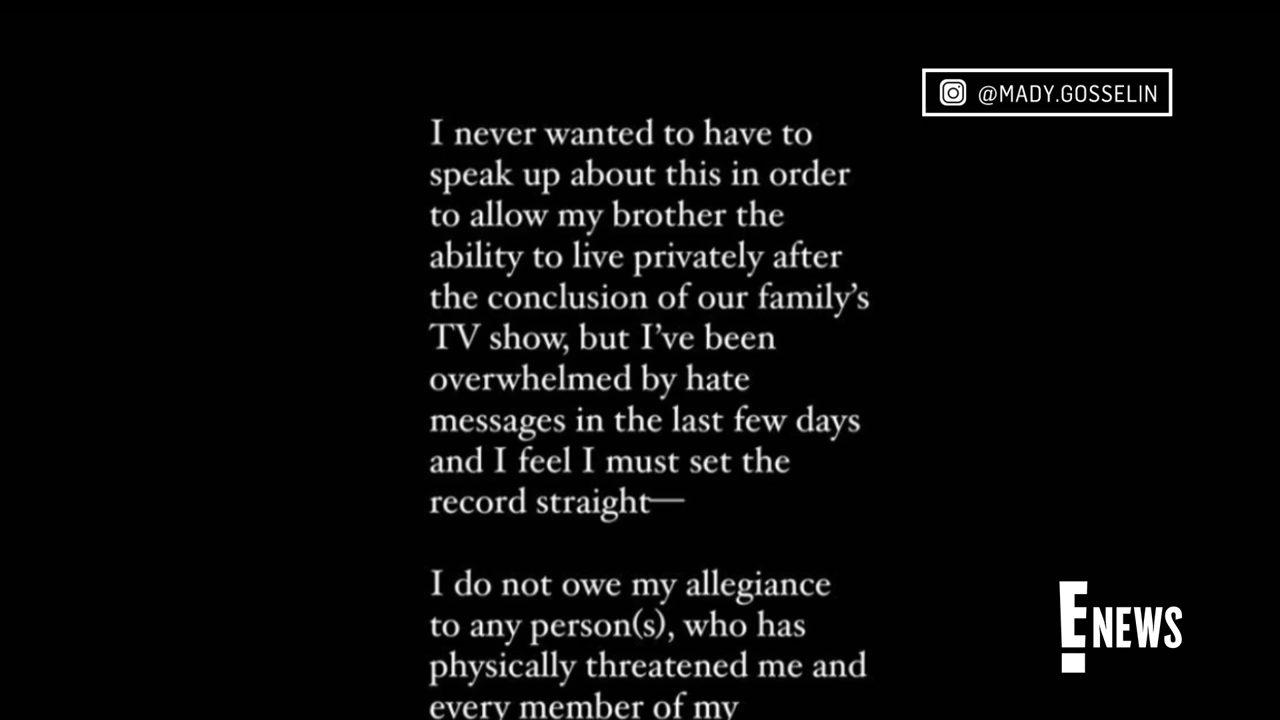 @MADY.GOSSELIN
I never wanted to have to
speak up about this in order
to allow my brother the
ability to live privately after
the conclusion of our family’s
TV show, but I’ve been
overwhelmed by hate
messages in the last few days
and I feel I must set the
record straight—
I do not owe my allegiance
to any person(s), who has
physically threatened me and
every member of my
E! NEWS